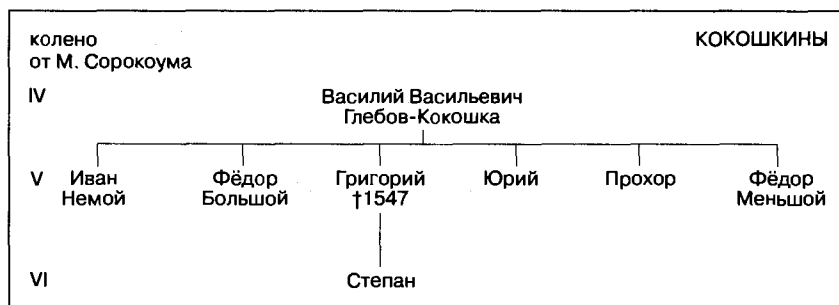 колено КОКОШКИНЫ
от М. Сорокоума
IV Василий Васильевич
Глебов-Кокошка
V Иван Фёдор Григорий Юрий Прохор Фёдор
Немой Большой †1547 Меньшой
VI Степан